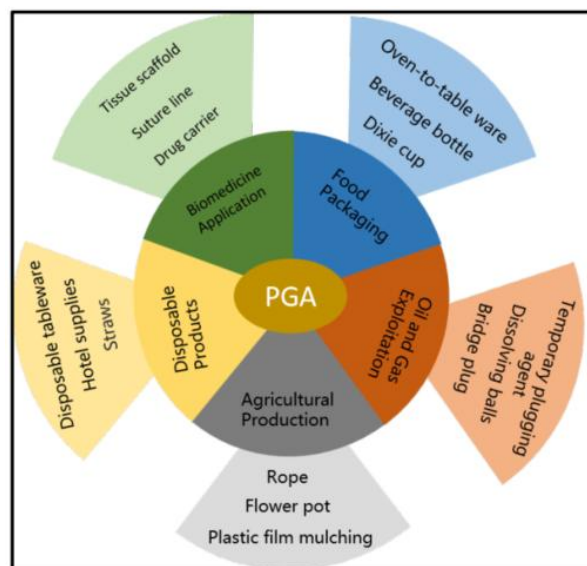 Tissue scaffold
Suture line
Drug carrier
Oven-to-table ware
Beverage bottle
Dixie cup
Biomedicine
Application
Food
Packaging
PGA
Disposable tableware
Hotel supplies
Straws
Disposable
Products
Oil and Gas
Exploitation
Temporary plugging
agent
Dissolving balls
Bridge plug
Agricultural
Production
Rope
Flower pot
Plastic film mulching